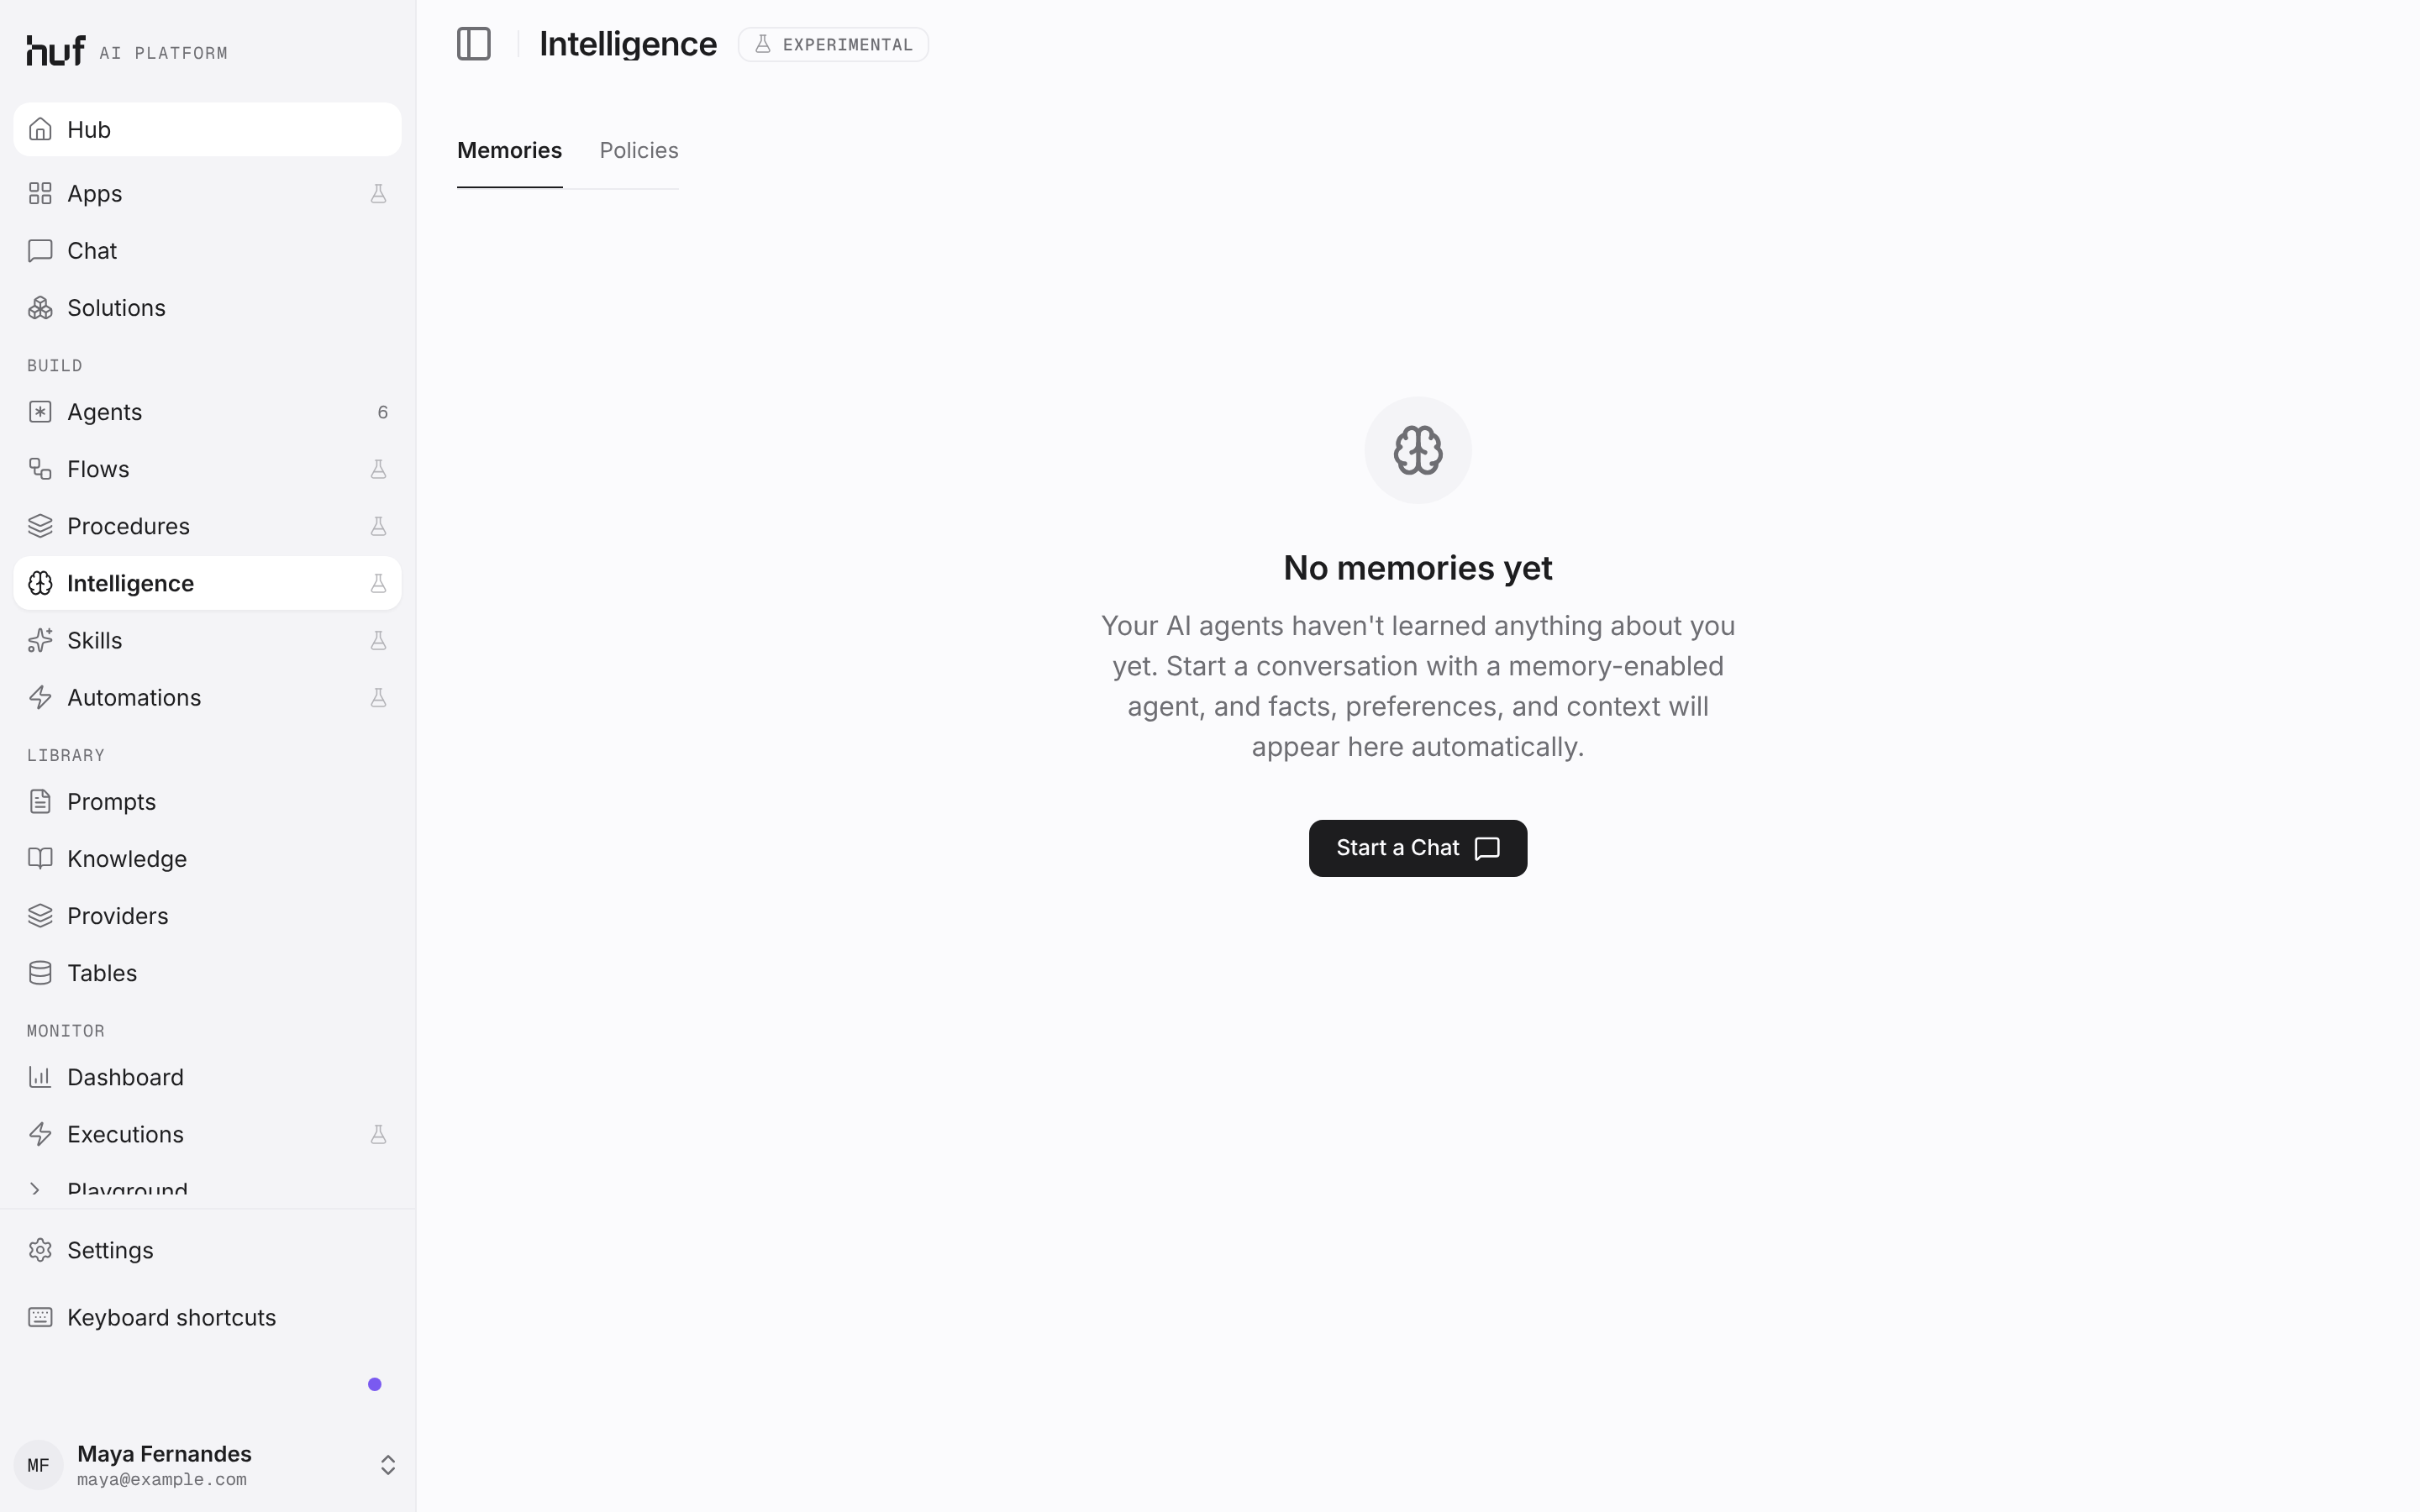 huf AI PLATFORM
Hub
Apps
Chat
Solutions
BUILD
Agents 6
Flows
Procedures
Intelligence
Skills
Automations
LIBRARY
Prompts
Knowledge
Providers
Tables
MONITOR
Dashboard
Executions
Playground
Settings
Keyboard shortcuts
MF
Maya Fernandes
maya@example.com
Intelligence EXPERIMENTAL
Memories Policies
No memories yet
Your AI agents haven't learned anything about you
yet. Start a conversation with a memory-enabled
agent, and facts, preferences, and context will
appear here automatically.
Start a Chat